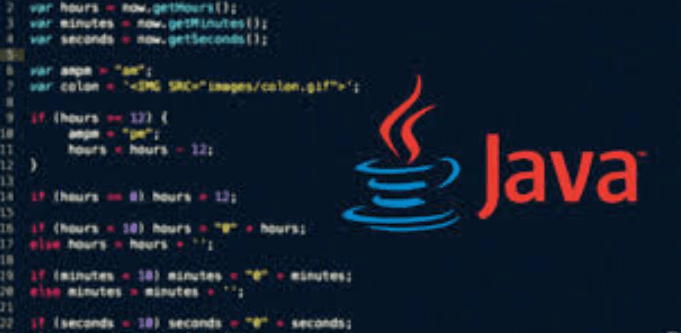 2 var hours = now.getHours();
3 var minutes = now.getMinutes();
4 var seconds = now.getSeconds();
5
6 var ampm = "am";
7 var colon = '<IMG SRC="images/colon.gif">';
8
9 if (hours >= 12) {
10 ampm = "pm";
11 hours = hours - 12;
12 }
13
14 if (hours == 0) hours = 12;
15
16 if (hours < 10) hours = "0" + hours;
17 else hours = hours + '';
18
19 if (minutes < 10) minutes = "0" + minutes;
20 else minutes = minutes + '';
21
22 if (seconds < 10) seconds = "0" + seconds;
Java™